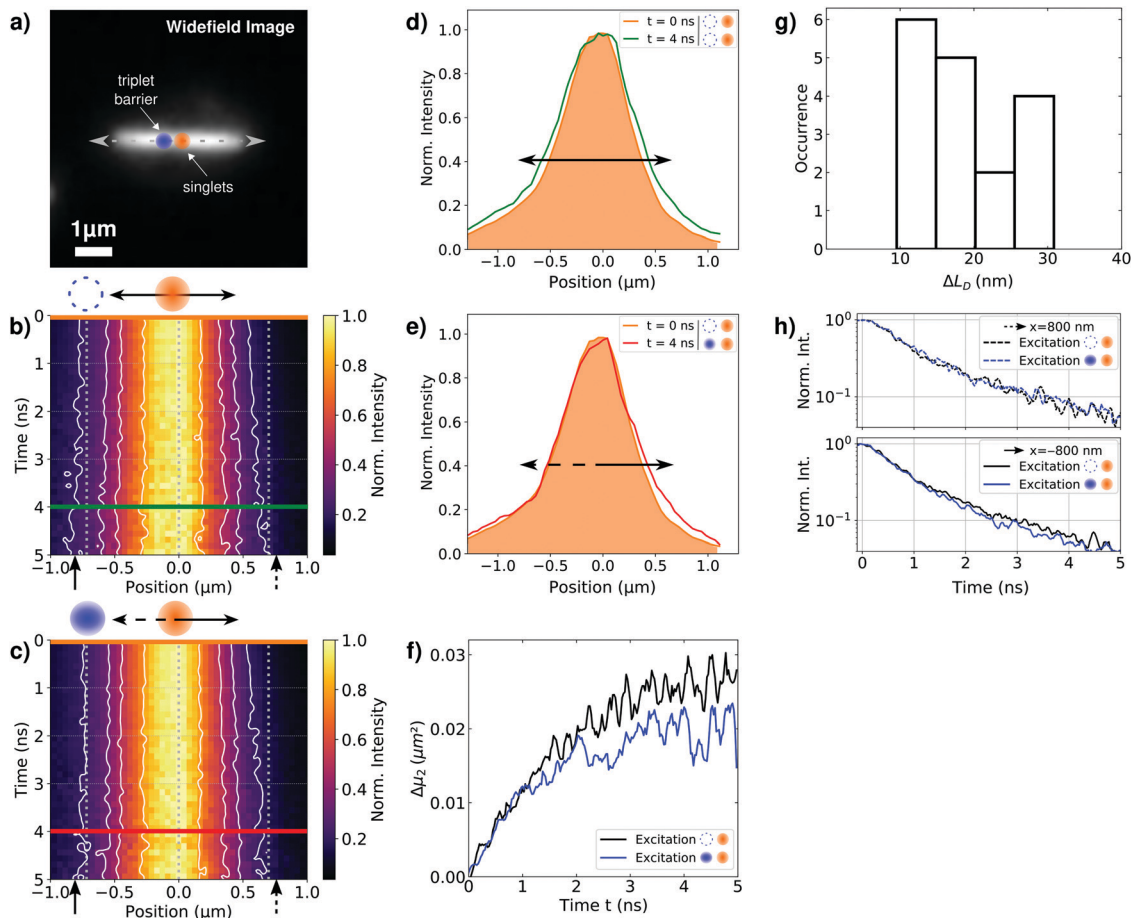 a)
Widefield Image
triplet
barrier
singlets
1µm
b)
0
1
2
3
4
5
Time (ns)
−1.0 −0.5 0.0 0.5 1.0
Position (µm)
1.0
0.8
0.6
0.4
0.2
Norm. Intensity
c)
0
1
2
3
4
5
Time (ns)
−1.0 −0.5 0.0 0.5 1.0
Position (µm)
1.0
0.8
0.6
0.4
0.2
Norm. Intensity
d)
1.0
0.8
0.6
0.4
0.2
0.0
Norm. Intensity
t = 0 ns
t = 4 ns
−1.0 −0.5 0.0 0.5 1.0
Position (µm)
e)
1.0
0.8
0.6
0.4
0.2
0.0
Norm. Intensity
t = 0 ns
t = 4 ns
−1.0 −0.5 0.0 0.5 1.0
Position (µm)
f)
0.03
0.02
0.01
0.00
Δµ₂ (µm²)
Excitation
Excitation
0 1 2 3 4 5
Time t (ns)
g)
6
5
4
3
2
1
0
Occurrence
10 20 30 40
ΔL_D (nm)
h)
10⁰
10⁻¹
Norm. Int.
x=800 nm
Excitation
Excitation
10⁰
10⁻¹
Norm. Int.
x=−800 nm
Excitation
Excitation
0 1 2 3 4 5
Time (ns)